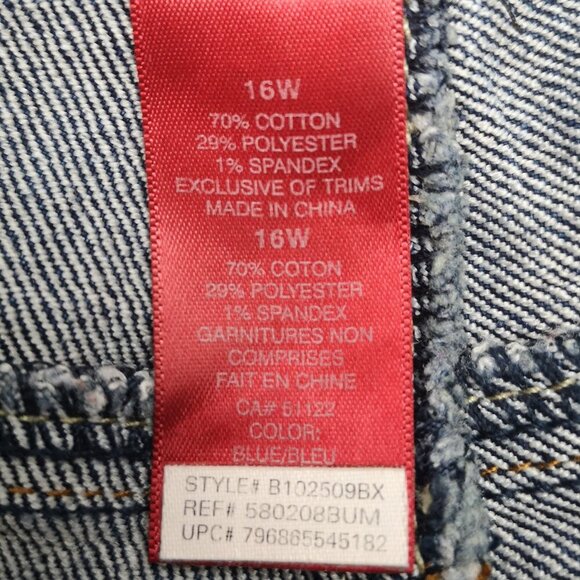 16W
70% COTTON
29% POLYESTER
1% SPANDEX
EXCLUSIVE OF TRIMS
MADE IN CHINA
16W
70% COTON
29% POLYESTER
1% SPANDEX
GARNITURES NON
COMPRISES
FAIT EN CHINE
CA# 51122
COLOR:
BLUE/BLEU
STYLE# B102509BX
REF# 580208BUM
UPC# 796865545182